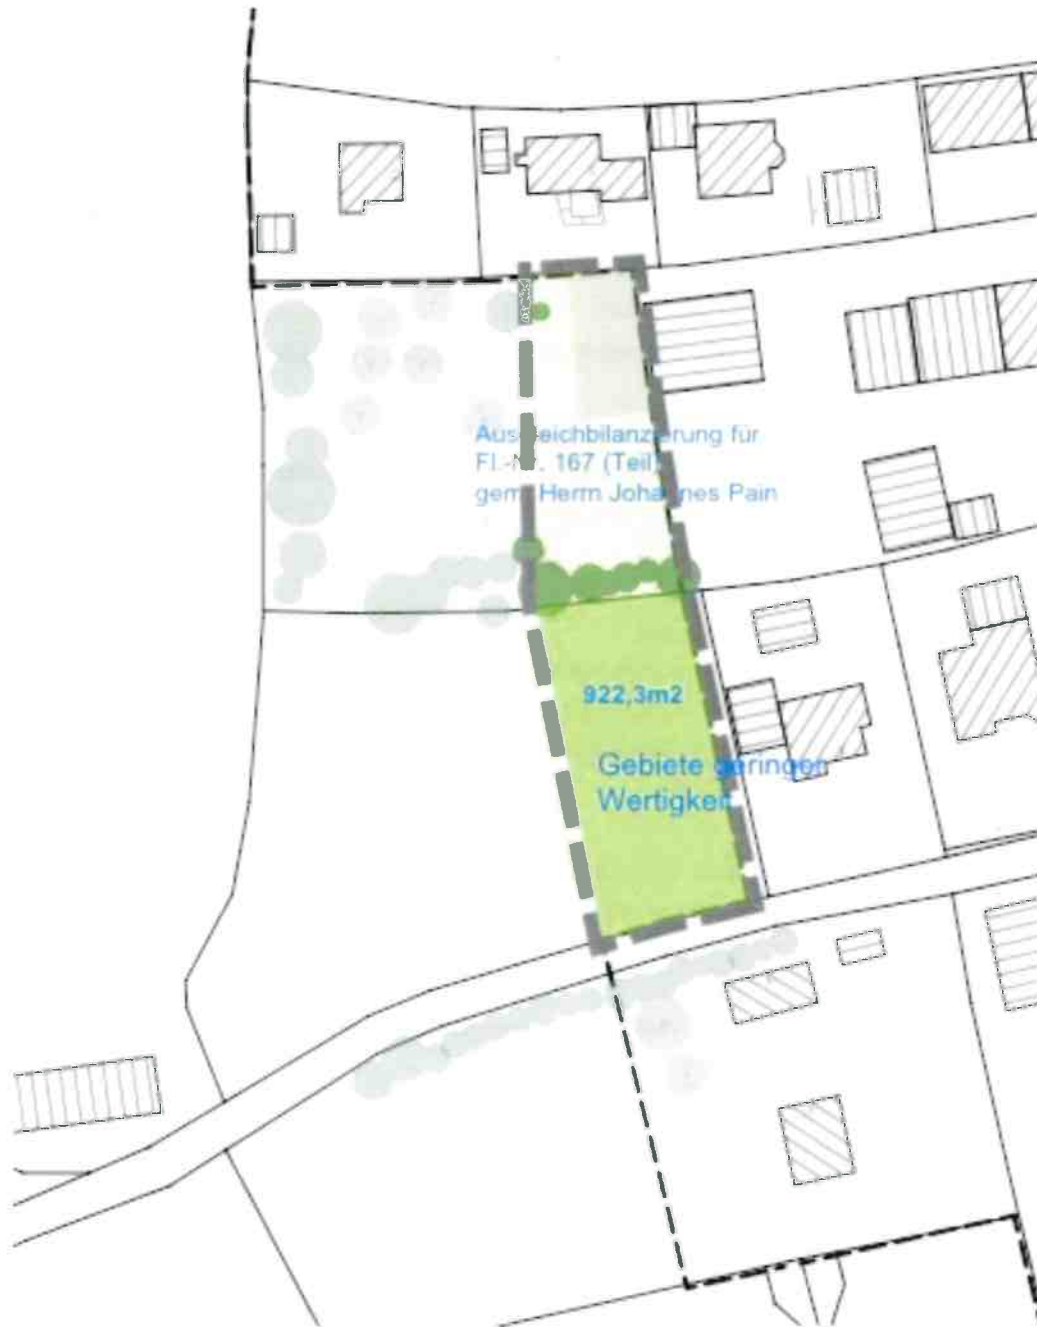 Ausgleichbilanzierung für
Fl.-Nr. 167 (Teil)
gem. Herrn Johannes Pain
922,3m2
Gebiete geringer
Wertigkeit